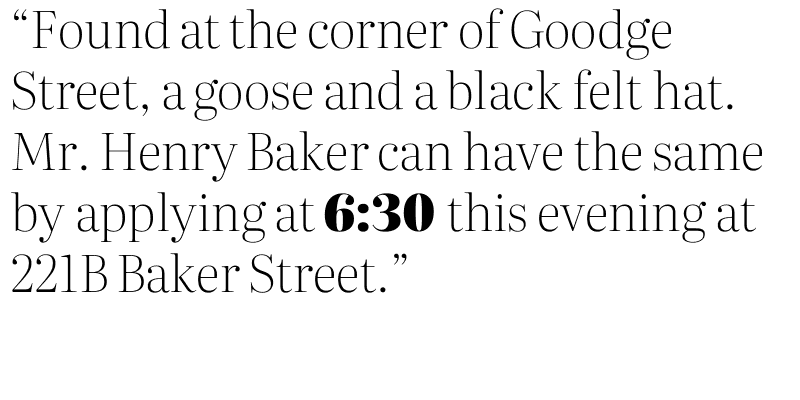 “Found at the corner of Goodge
Street, a goose and a black felt hat.
Mr. Henry Baker can have the same
by applying at 6:30 this evening at
221B Baker Street.”